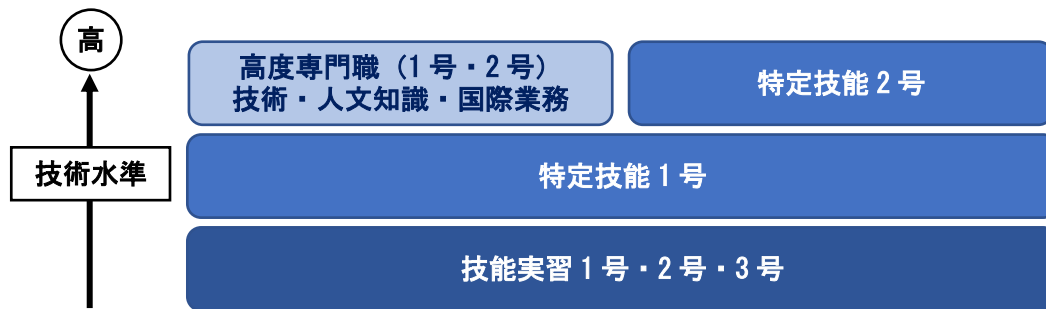 高
高度専門職（1号・2号）
技術・人文知識・国際業務
特定技能2号
技術水準
特定技能1号
技能実習1号・2号・3号